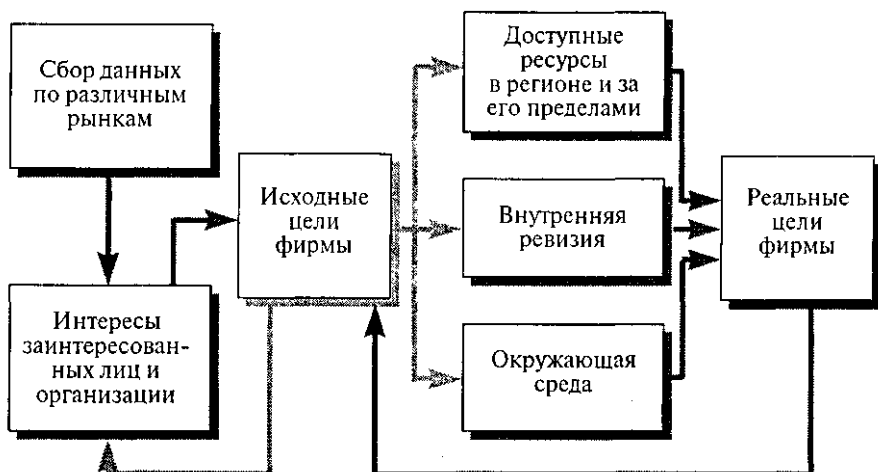 Сбор данных
по различным
рынкам
Интересы
заинтересован-
ных лиц и
организации
Исходные
цели
фирмы
Доступные
ресурсы
в регионе и за
его пределами
Внутренняя
ревизия
Окружающая
среда
Реальные
цели
фирмы